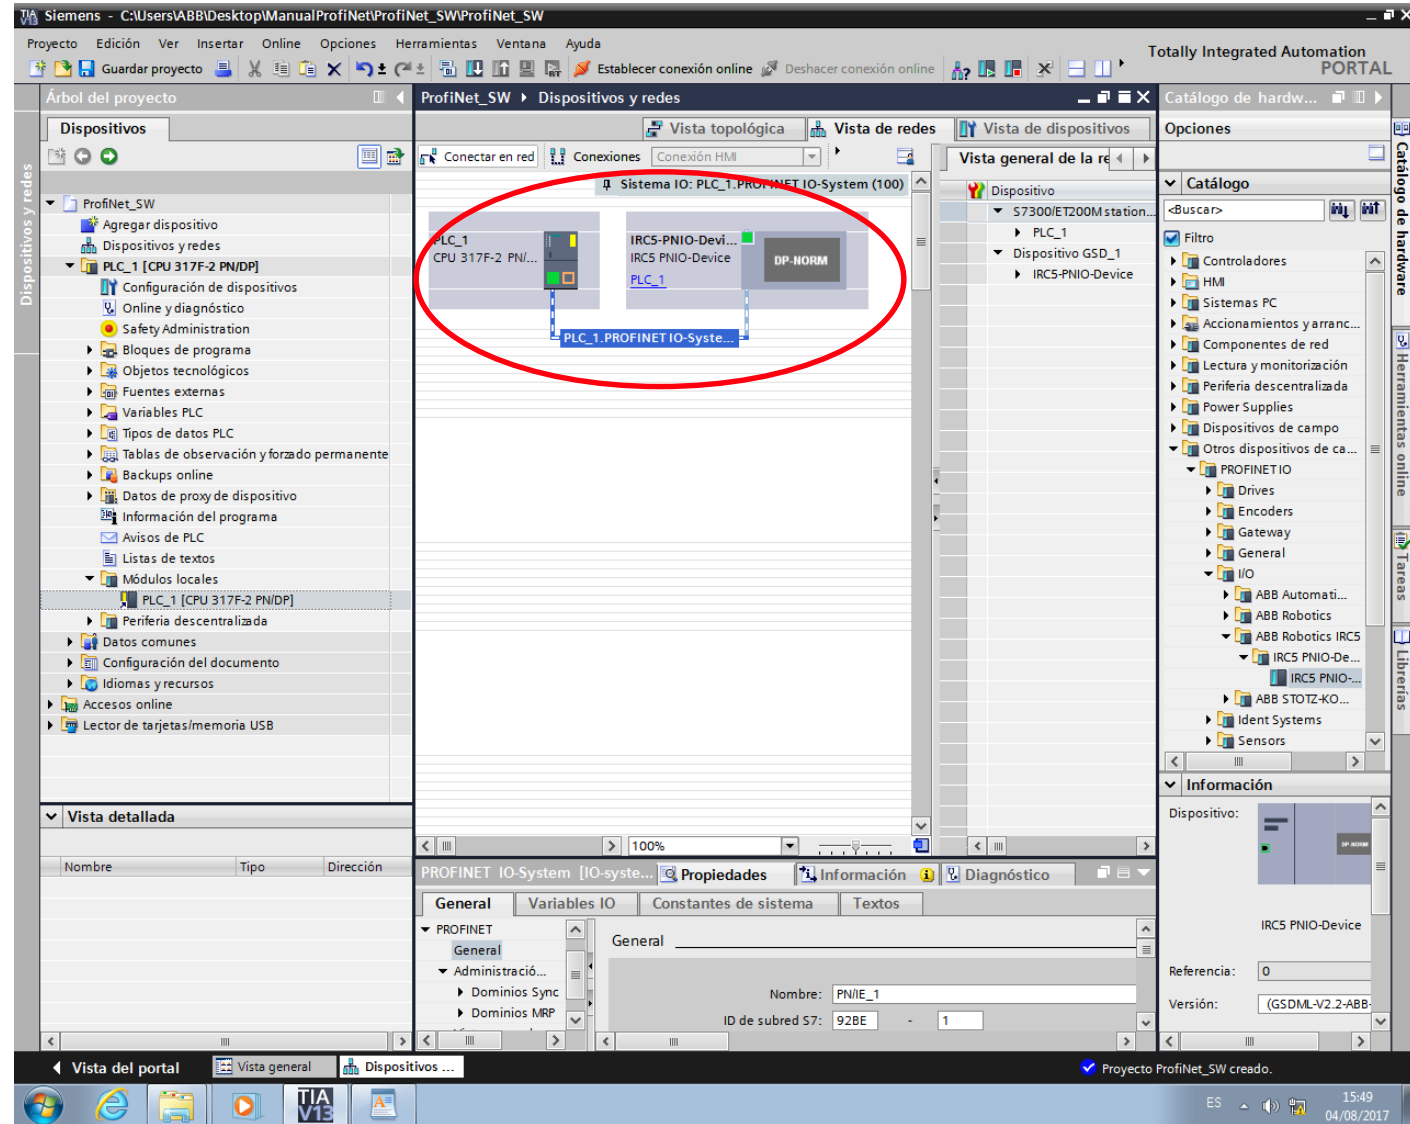 Siemens - C:\Users\ABB\Desktop\ManualProfiNet\ProfiNet_SW\ProfiNet_SW
Proyecto Edición Ver Insertar Online Opciones Herramientas Ventana Ayuda
Totally Integrated Automation
PORTAL
Guardar proyecto
Establecer conexión online
Deshacer conexión online
Árbol del proyecto
Dispositivos
ProfiNet_SW
Agregar dispositivo
Dispositivos y redes
PLC_1 [CPU 317F-2 PN/DP]
Configuración de dispositivos
Online y diagnóstico
Safety Administration
Bloques de programa
Objetos tecnológicos
Fuentes externas
Variables PLC
Tipos de datos PLC
Tablas de observación y forzado permanente
Backups online
Datos de proxy de dispositivo
Información del programa
Avisos de PLC
Listas de textos
Módulos locales
PLC_1 [CPU 317F-2 PN/DP]
Periferia descentralizada
Datos comunes
Configuración del documento
Idiomas y recursos
Accesos online
Lector de tarjetas/memoria USB
Vista detallada
Nombre Tipo Dirección
Dispositivos y redes
ProfiNet_SW Dispositivos y redes
Vista topológica Vista de redes Vista de dispositivos
Conectar en red Conexiones Conexión HMI
Sistema IO: PLC_1.PROFINET IO-System (100)
PLC_1
CPU 317F-2 PN/...
IRC5-PNIO-Devi...
IRC5 PNIO-Device
PLC_1
DP-NORM
PLC_1.PROFINET IO-Syste...
100%
Vista general de la re
Dispositivo
S7300/ET200M station...
PLC_1
Dispositivo GSD_1
IRC5-PNIO-Device
PROFINET IO-System [IO-syste...
Propiedades Información Diagnóstico
General Variables IO Constantes de sistema Textos
PROFINET
General
Administració...
Dominios Sync
Dominios MRP
General
Nombre: PN/IE_1
ID de subred S7: 92BE - 1
Catálogo de hardw...
Opciones
Catálogo
<Buscar>
Filtro
Controladores
HMI
Sistemas PC
Accionamientos y arranc...
Componentes de red
Lectura y monitorización
Periferia descentralizada
Power Supplies
Dispositivos de campo
Otros dispositivos de ca...
PROFINET IO
Drives
Encoders
Gateway
General
I/O
ABB Automati...
ABB Robotics
ABB Robotics IRC5
IRC5 PNIO-De...
IRC5 PNIO-...
ABB STOTZ-KO...
Ident Systems
Sensors
Información
Dispositivo:
DP-NORM
IRC5 PNIO-Device
Referencia: 0
Versión: (GSDML-V2.2-ABB-
Catálogo de hardware
Herramientas online
Tareas
Librerías
Vista del portal Vista general Dispositivos ...
Proyecto ProfiNet_SW creado.
TIA
V13
ES
15:49
04/08/2017